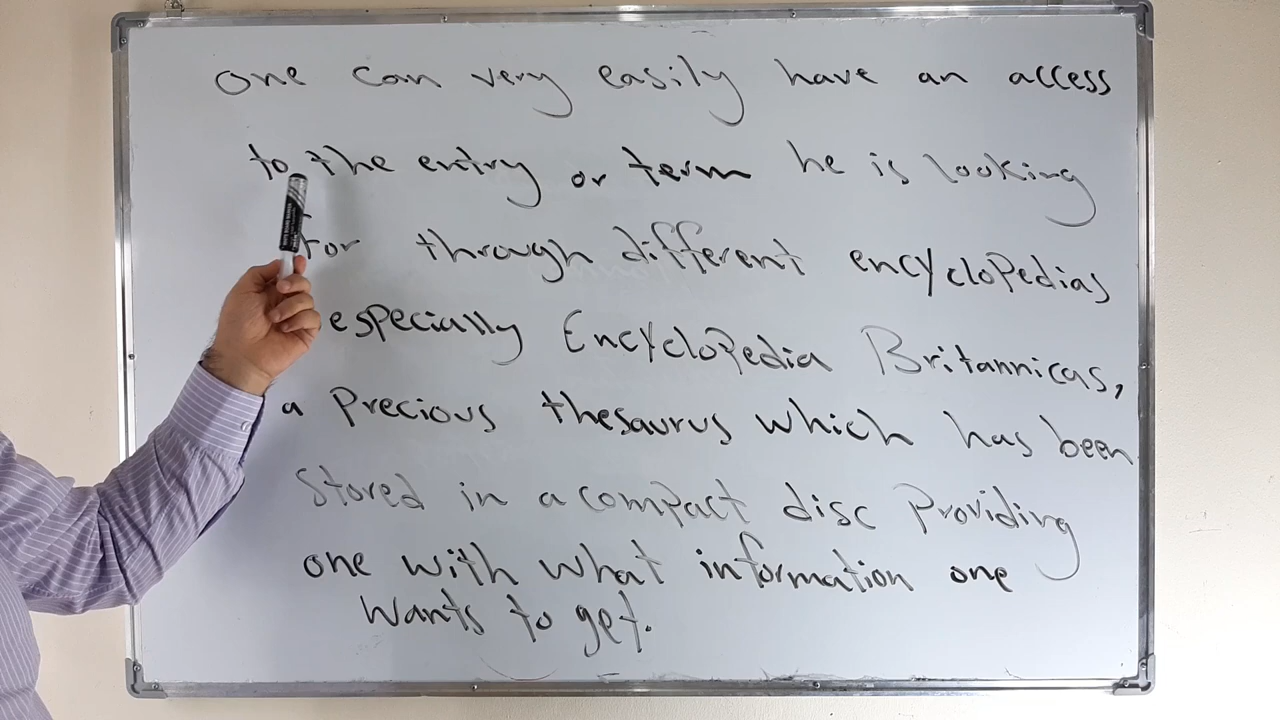 one can very easily have an access
to the entry or term he is looking
for through different encyclopedias
especially Encyclopedia Britannicas,
a precious thesaurus which has been
stored in a compact disc providing
one with what information one
wants to get.